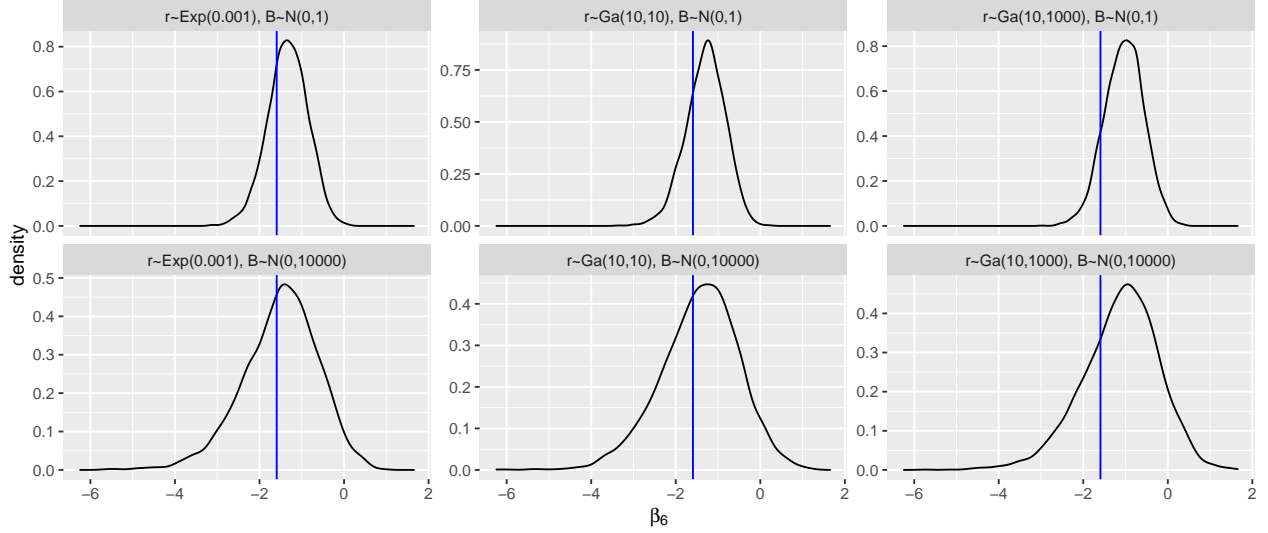 r~Exp(0.001), B~N(0,1)
r~Ga(10,10), B~N(0,1)
r~Ga(10,1000), B~N(0,1)
0.8
0.6
0.4
0.2
0.0
0.75
0.50
0.25
0.00
0.8
0.6
0.4
0.2
0.0
density
r~Exp(0.001), B~N(0,10000)
r~Ga(10,10), B~N(0,10000)
r~Ga(10,1000), B~N(0,10000)
0.5
0.4
0.3
0.2
0.1
0.0
0.4
0.3
0.2
0.1
0.0
0.4
0.3
0.2
0.1
0.0
−6 −4 −2 0 2
−6 −4 −2 0 2
−6 −4 −2 0 2
β₆